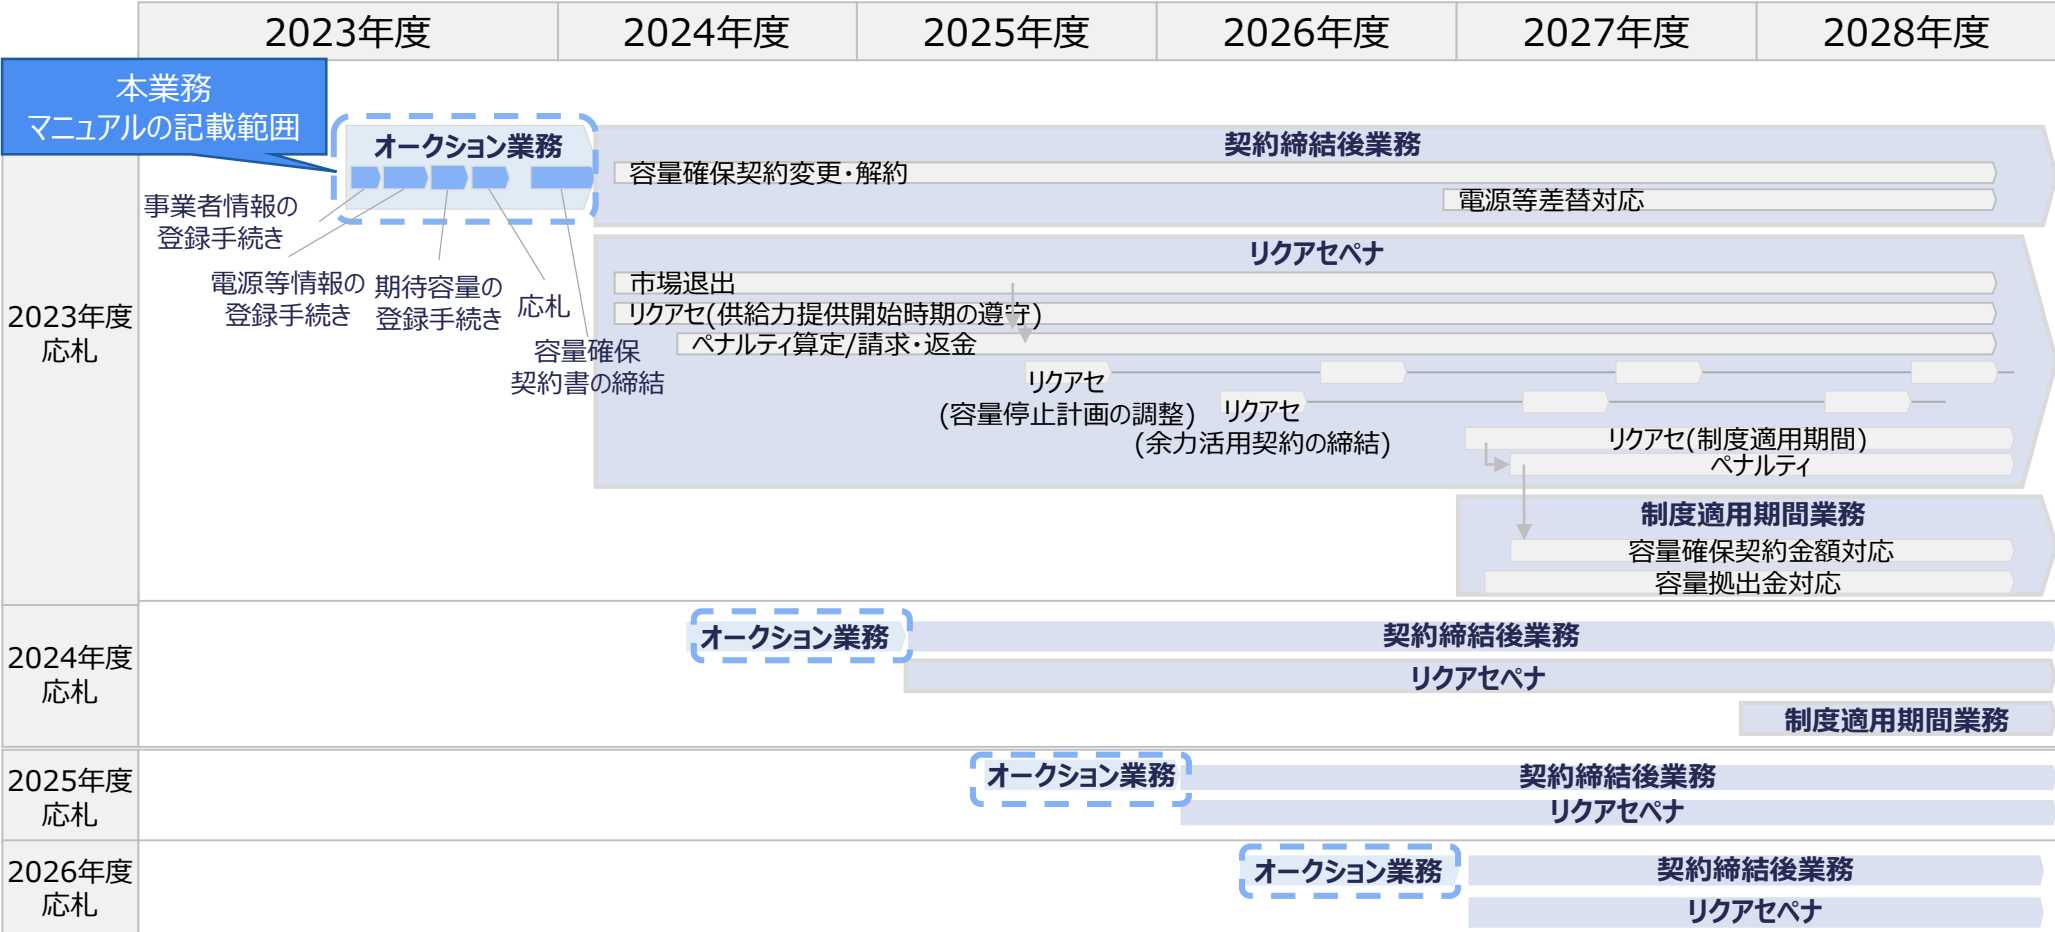 2023年度
2024年度
2025年度
2026年度
2027年度
2028年度
本業務
マニュアルの記載範囲
2023年度
応札
オークション業務
事業者情報の
登録手続き
電源等情報の
登録手続き
期待容量の
登録手続き
応札
容量確保
契約書の締結
契約締結後業務
容量確保契約変更・解約
電源等差替対応
リクアセペナ
市場退出
リクアセ(供給力提供開始時期の遵守)
ペナルティ算定/請求・返金
リクアセ
(容量停止計画の調整)
リクアセ
(余力活用契約の締結)
リクアセ(制度適用期間)
ペナルティ
制度適用期間業務
容量確保契約金額対応
容量拠出金対応
2024年度
応札
オークション業務
契約締結後業務
リクアセペナ
制度適用期間業務
2025年度
応札
オークション業務
契約締結後業務
リクアセペナ
2026年度
応札
オークション業務
契約締結後業務
リクアセペナ